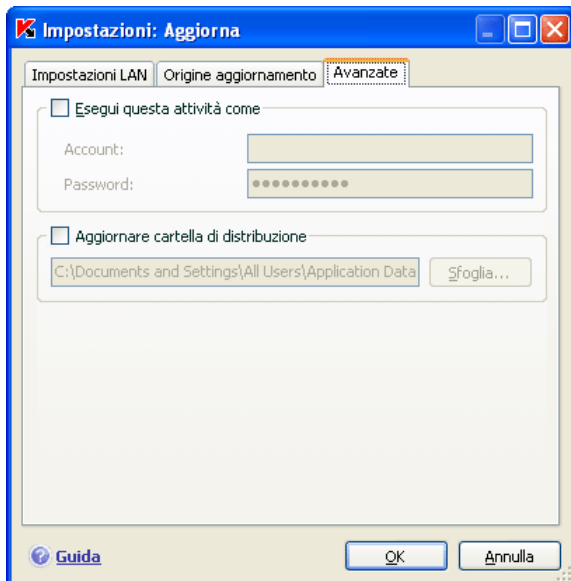 Impostazioni: Aggiorna
Impostazioni LAN Origine aggiornamento Avanzate
Esegui questa attività come
Account:
Password: ●●●●●●●●●●
Aggiornare cartella di distribuzione
C:\Documents and Settings\All Users\Application Data Sfoglia...
Guida OK Annulla